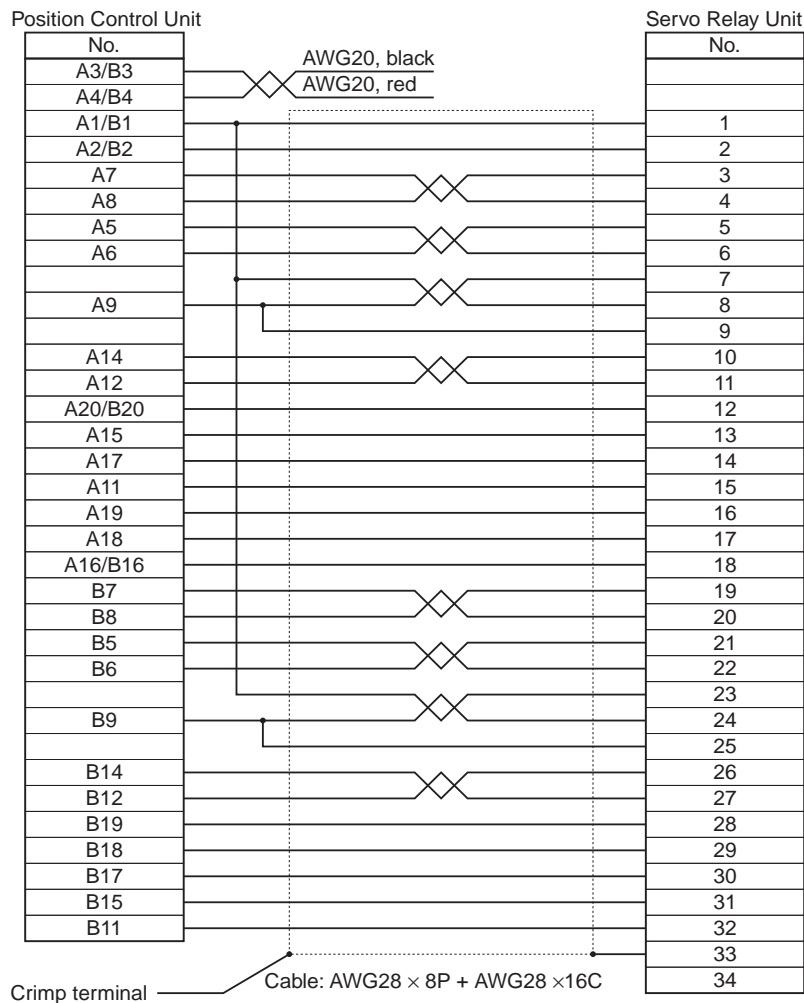 Position Control Unit Servo Relay Unit
No. No.
A3/B3 AWG20, black
A4/B4 AWG20, red
A1/B1 1
A2/B2 2
A7 3
A8 4
A5 5
A6 6
7
A9 8
9
A14 10
A12 11
A20/B20 12
A15 13
A17 14
A11 15
A19 16
A18 17
A16/B16 18
B7 19
B8 20
B5 21
B6 22
23
B9 24
25
B14 26
B12 27
B19 28
B18 29
B17 30
B15 31
B11 32
33
Crimp terminal Cable: AWG28 × 8P + AWG28 ×16C 34